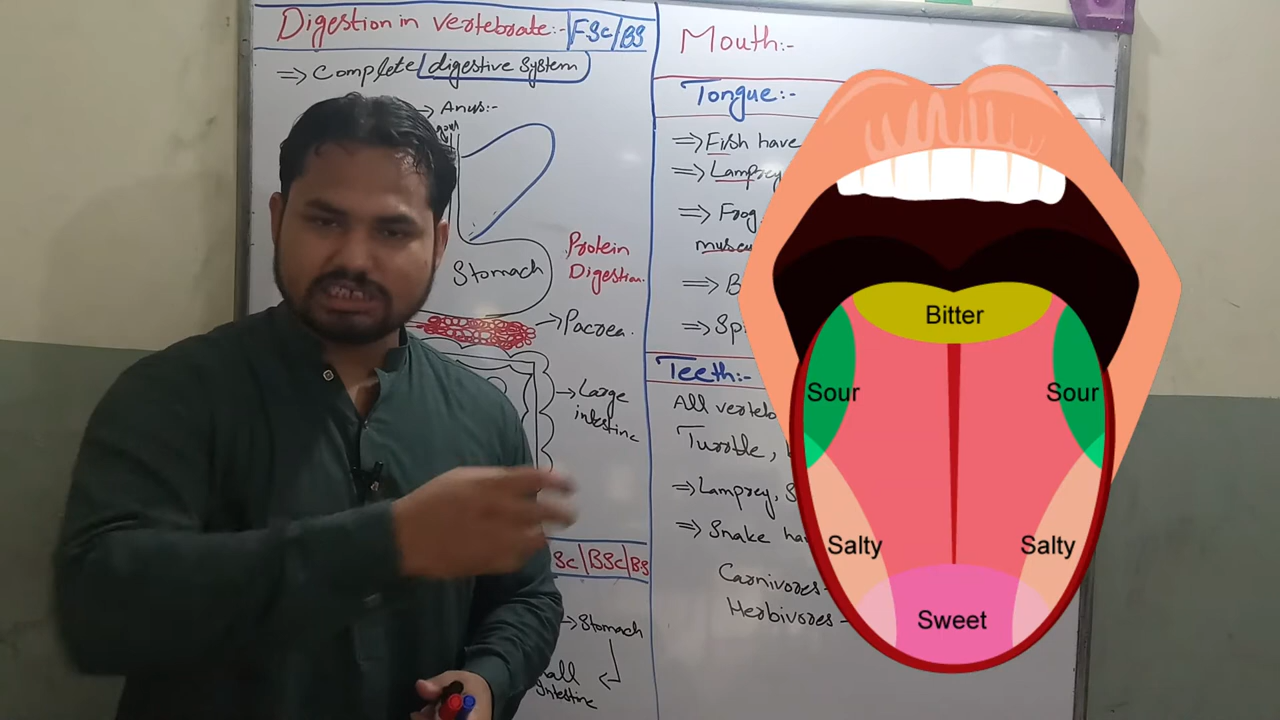 Digestion in vertebrate:- FSc/BS
⇒ Complete digestive System
→ Anus:-
Stomach
Protein
Digestion.
→ Pacrea.
→ Large
intestine
Sc/BSc/BS
→ Stomach
Intestine
Mouth:-
Tongue:-
⇒ Fish have
⇒ Lamprey
⇒ Frog
⇒ B
⇒ Sp
Teeth:-
All verteb
Turtle,
⇒ Lamprey, S
⇒ Snake ha
Carnivores-
Herbivores-
Bitter
Sour Sour
Salty Salty
Sweet